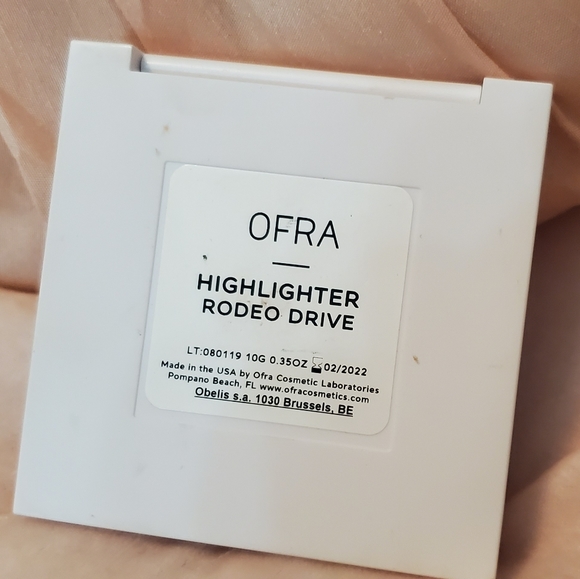 OFRA
HIGHLIGHTER
RODEO DRIVE
LT:080119 10G 0.35OZ 02/2022
Made in the USA by Ofra Cosmetic Laboratories
Pompano Beach, FL www.ofracosmetics.com
Obelis s.a. 1030 Brussels, BE